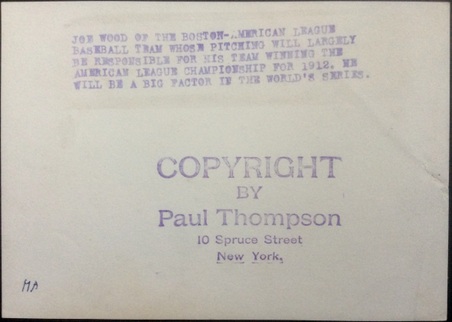 JOE WOOD OF THE BOSTON-AMERICAN LEAGUE
BASEBALL TEAM WHOSE PITCHING WILL LARGELY
BE RESPONSIBLE FOR HIS TEAM WINNING THE
AMERICAN LEAGUE CHAMPIONSHIP FOR 1912. HE
WILL BE A BIG FACTOR IN THE WORLD'S SERIES.
COPYRIGHT
BY
Paul Thompson
10 Spruce Street
New York,
HA